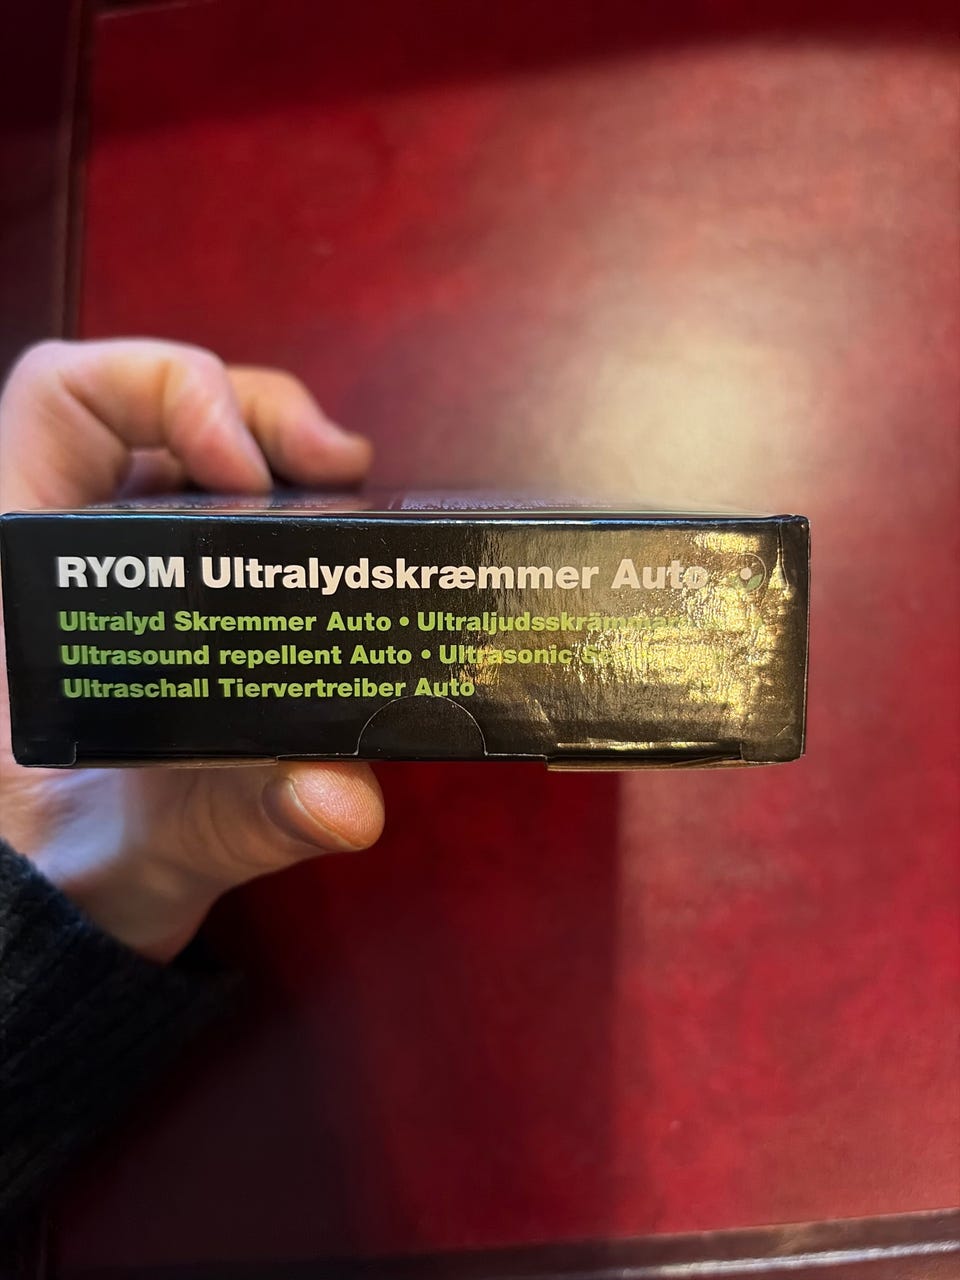 RYOM Ultralydskræmmer Auto
Ultralyd Skremmer Auto • Ultraljudsskrämmare
Ultrasound repellent Auto • Ultrasonic
Ultraschall Tiervertreiber Auto